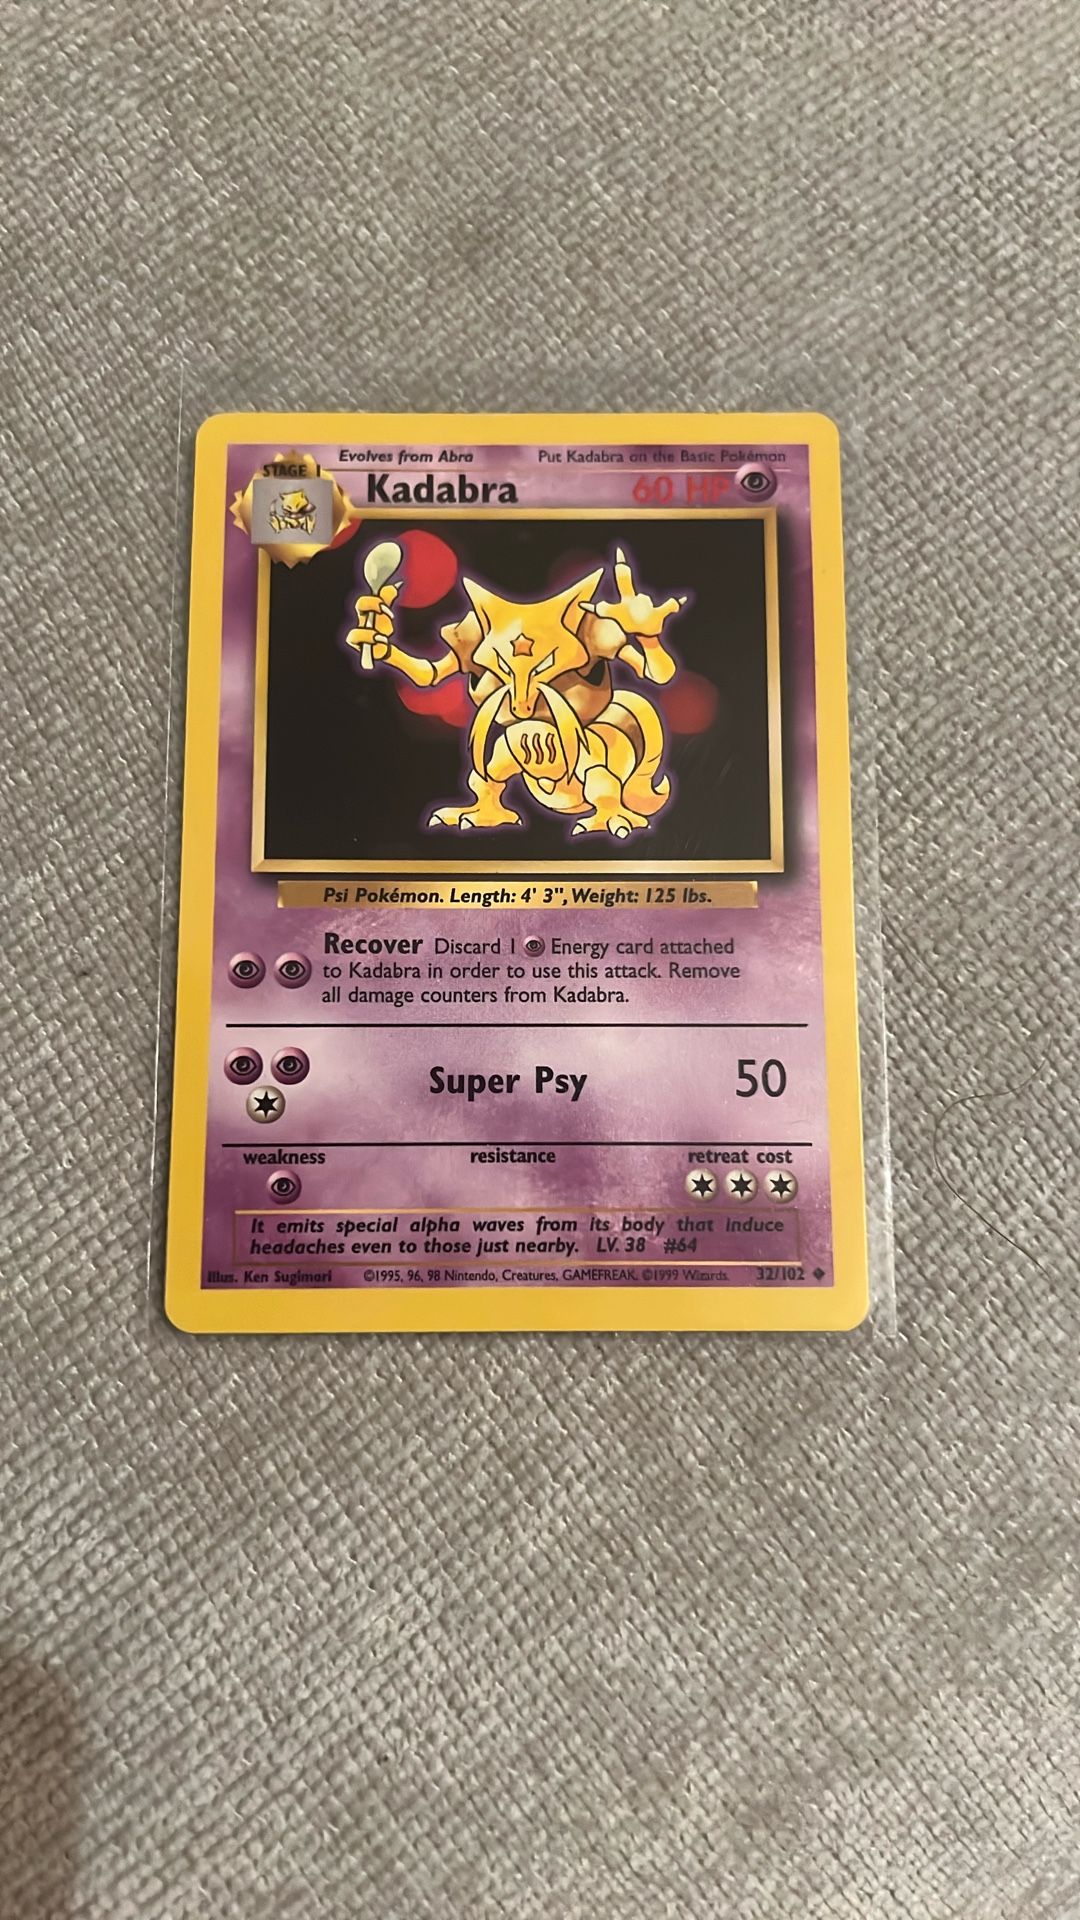 Evolves from Abra Put Kadabra on the Basic Pokémon
STAGE 1
Kadabra 60 HP
Psi Pokémon. Length: 4' 3", Weight: 125 lbs.
Recover Discard 1 Energy card attached
to Kadabra in order to use this attack. Remove
all damage counters from Kadabra.
Super Psy 50
weakness resistance retreat cost
It emits special alpha waves from its body that induce
headaches even to those just nearby. LV. 38 #64
Illus. Ken Sugimori ©1995, 96, 98 Nintendo, Creatures, GAMEFREAK. ©1999 Wizards. 32/102